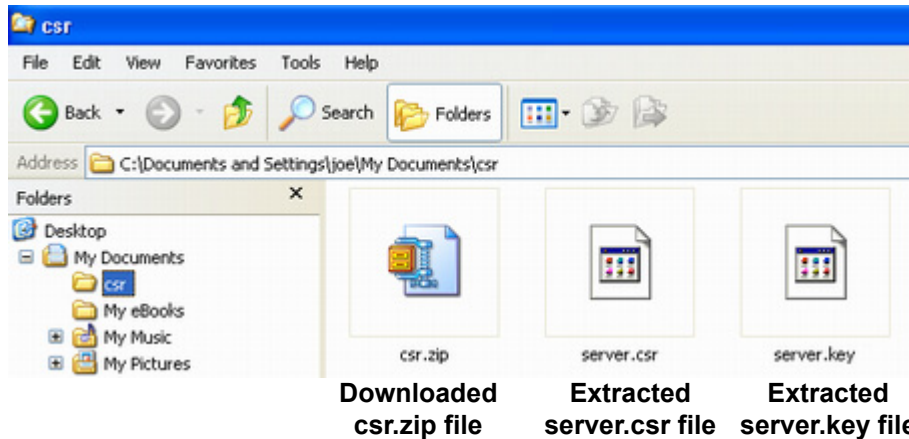 csr
File Edit View Favorites Tools Help
Back Search Folders
Address C:\Documents and Settings\joe\My Documents\csr
Folders
Desktop
My Documents
csr
My eBooks
My Music
My Pictures
csr.zip server.csr server.key
Downloaded csr.zip file
Extracted server.csr file
Extracted server.key file